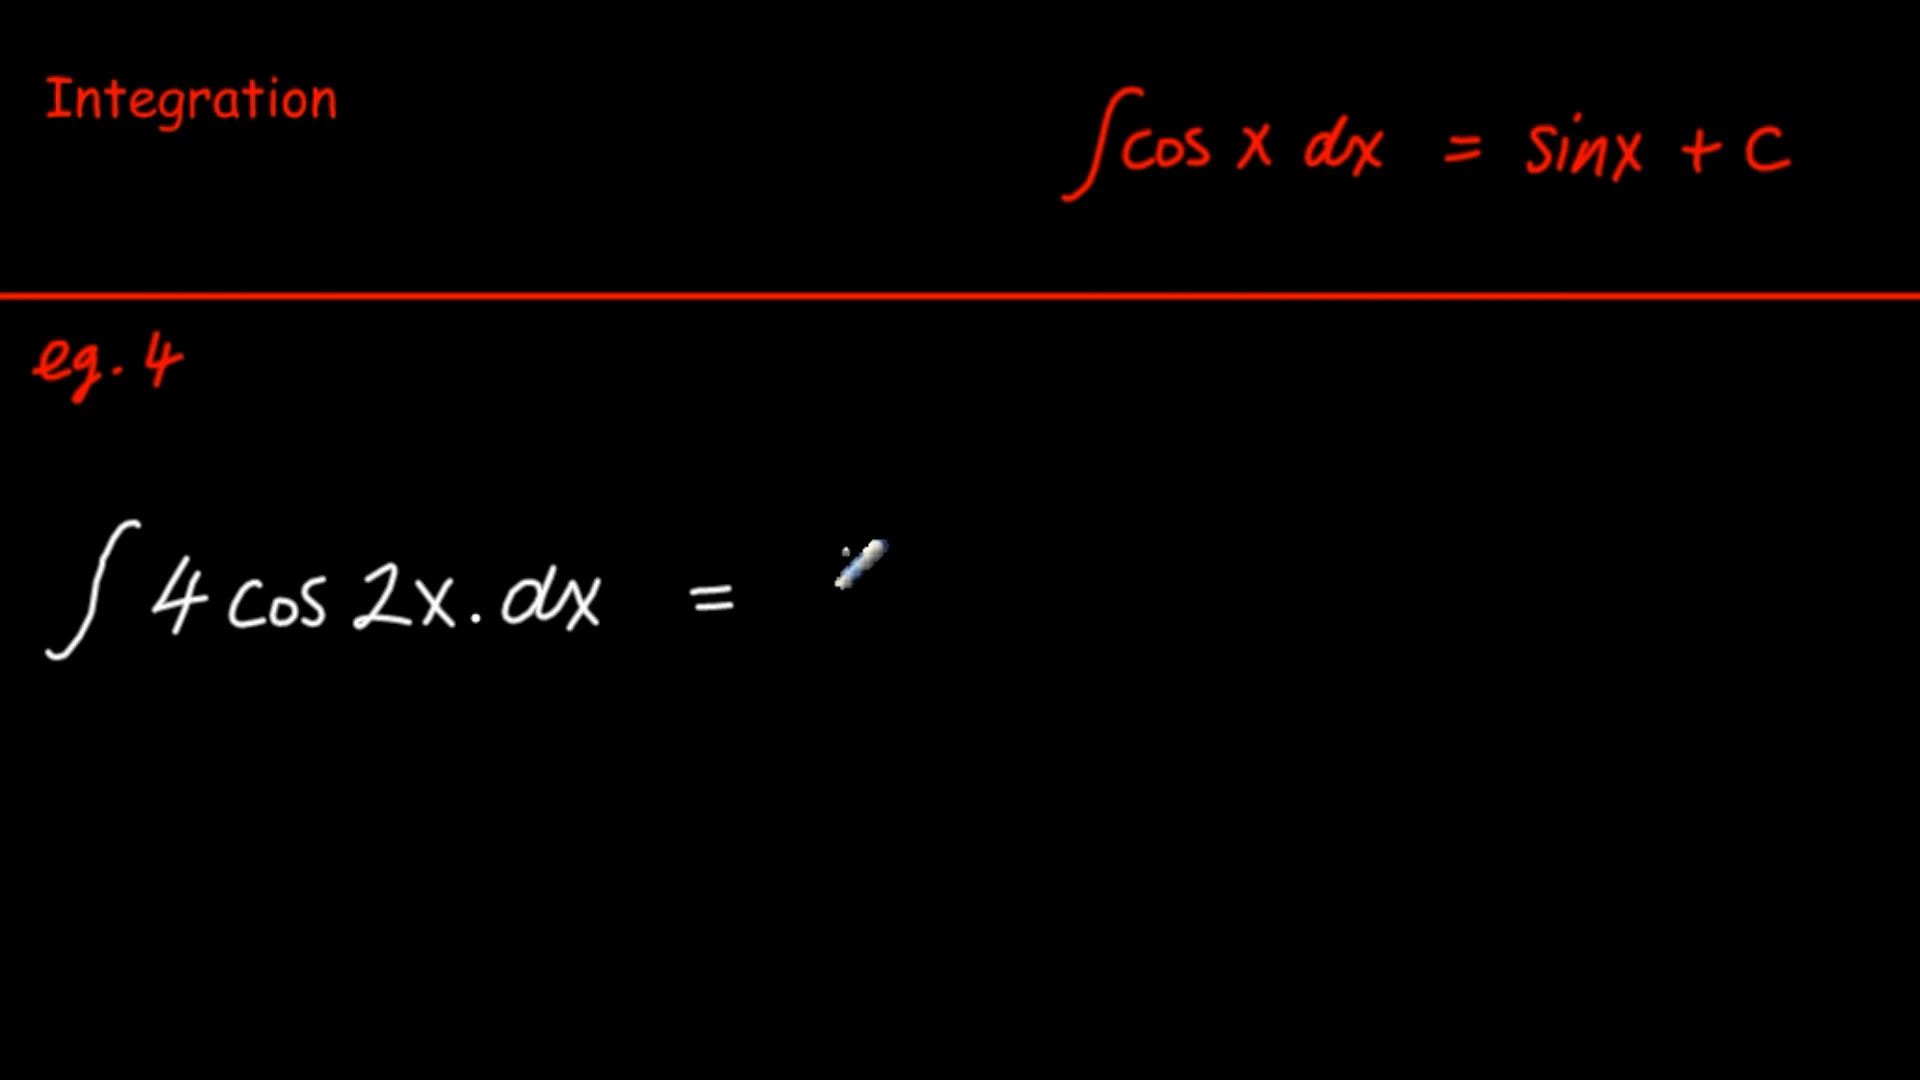 Integration
∫cos x dx = sinx + c
eg. 4
∫ 4 cos 2x . dx =